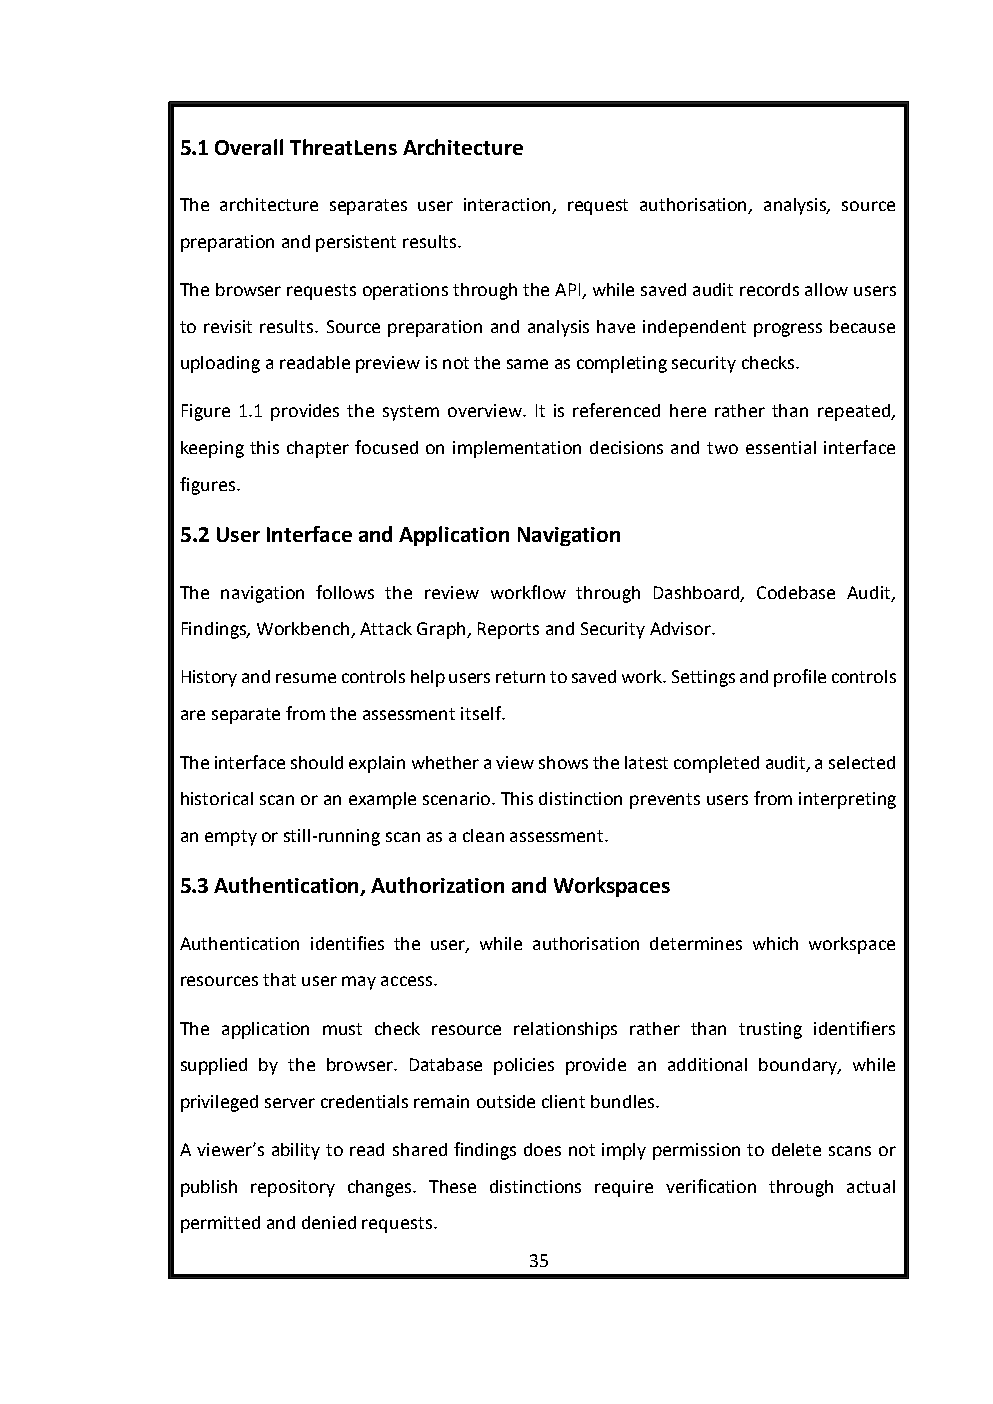 5.1 Overall ThreatLens Architecture
The architecture separates user interaction, request authorisation, analysis, source
preparation and persistent results.
The browser requests operations through the API, while saved audit records allow users
to revisit results. Source preparation and analysis have independent progress because
uploading a readable preview is not the same as completing security checks.
Figure 1.1 provides the system overview. It is referenced here rather than repeated,
keeping this chapter focused on implementation decisions and two essential interface
figures.
5.2 User Interface and Application Navigation
The navigation follows the review workflow through Dashboard, Codebase Audit,
Findings, Workbench, Attack Graph, Reports and Security Advisor.
History and resume controls help users return to saved work. Settings and profile controls
are separate from the assessment itself.
The interface should explain whether a view shows the latest completed audit, a selected
historical scan or an example scenario. This distinction prevents users from interpreting
an empty or still-running scan as a clean assessment.
5.3 Authentication, Authorization and Workspaces
Authentication identifies the user, while authorisation determines which workspace
resources that user may access.
The application must check resource relationships rather than trusting identifiers
supplied by the browser. Database policies provide an additional boundary, while
privileged server credentials remain outside client bundles.
A viewer’s ability to read shared findings does not imply permission to delete scans or
publish repository changes. These distinctions require verification through actual
permitted and denied requests.
35